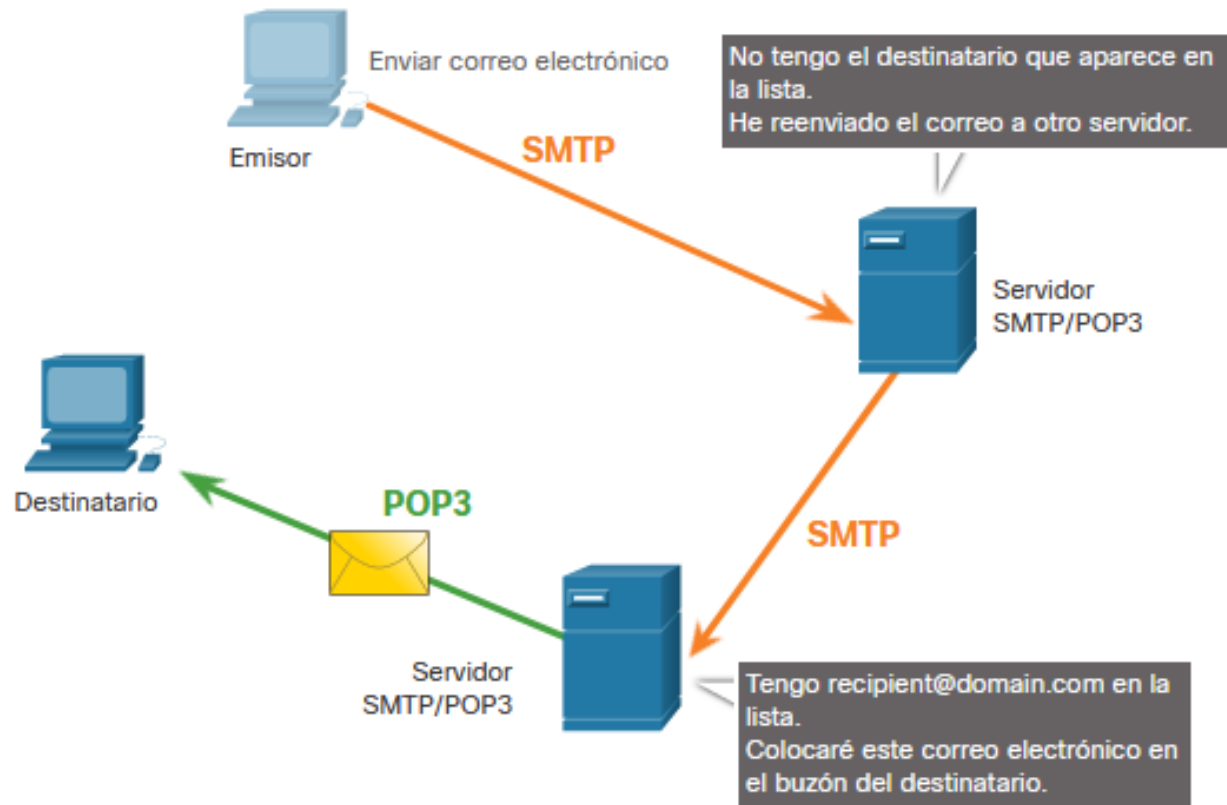 Enviar correo electrónico
Emisor
SMTP
No tengo el destinatario que aparece en
la lista.
He reenviado el correo a otro servidor.
Servidor
SMTP/POP3
SMTP
Destinatario
POP3
Servidor
SMTP/POP3
Tengo recipient@domain.com en la
lista.
Colocaré este correo electrónico en
el buzón del destinatario.